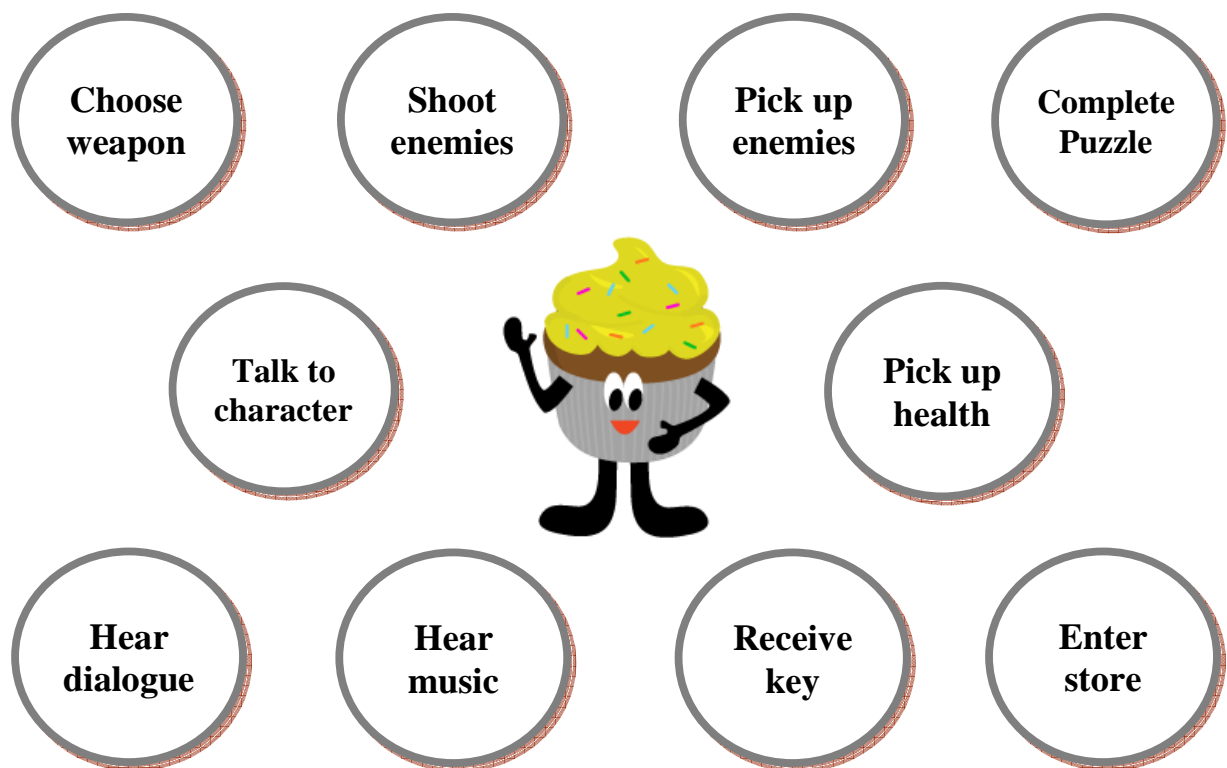 Choose
weapon
Shoot
enemies
Pick up
enemies
Complete
Puzzle
Talk to
character
Pick up
health
Hear
dialogue
Hear
music
Receive
key
Enter
store